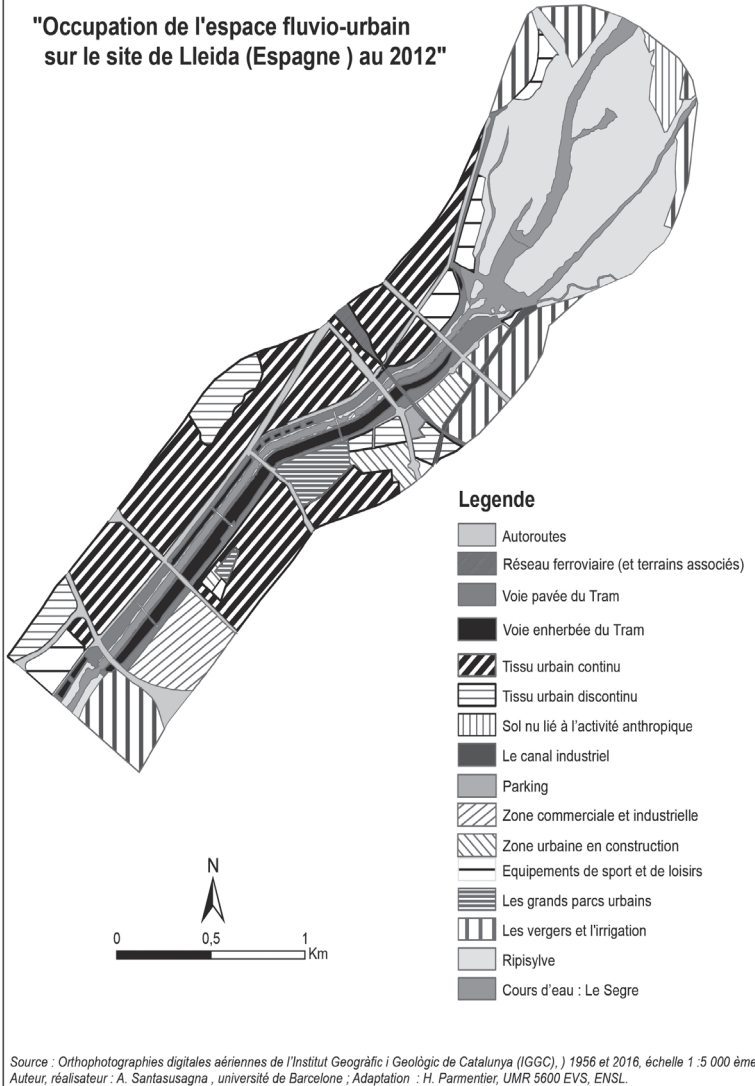 "Occupation de l'espace fluvio-urbain
sur le site de Lleida (Espagne ) au 2012"
Legende
Autoroutes
Réseau ferroviaire (et terrains associés)
Voie pavée du Tram
Voie enherbée du Tram
Tissu urbain continu
Tissu urbain discontinu
Sol nu lié à l'activité anthropique
Le canal industriel
Parking
Zone commerciale et industrielle
Zone urbaine en construction
Equipements de sport et de loisirs
Les grands parcs urbains
Les vergers et l'irrigation
Ripisylve
Cours d'eau : Le Segre
N
0 0,5 1
Km
Source : Orthophotographies digitales aériennes de l'Institut Geogràfic i Geològic de Catalunya (IGGC), ) 1956 et 2016, échelle 1 :5 000 ème
Auteur, réalisateur : A. Santasusagna , université de Barcelone ; Adaptation : H. Parmentier, UMR 5600 EVS, ENSL.